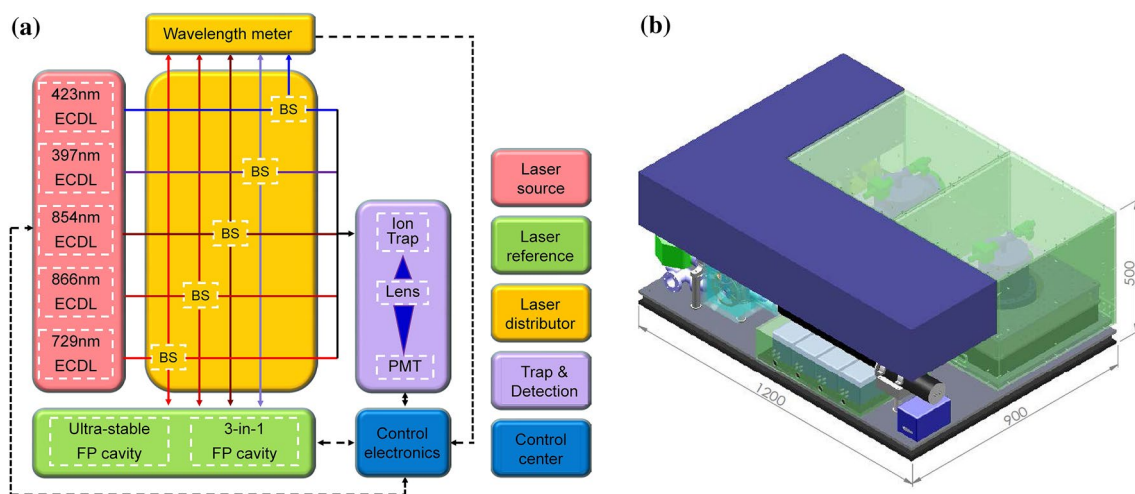 (a)
Wavelength meter
423nm
ECDL
397nm
ECDL
854nm
ECDL
866nm
ECDL
729nm
ECDL
BS
BS
BS
BS
BS
Ion
Trap
Lens
PMT
Ultra-stable
FP cavity
3-in-1
FP cavity
Control
electronics
Laser
source
Laser
reference
Laser
distributor
Trap &
Detection
Control
center
(b)
500
1200
900